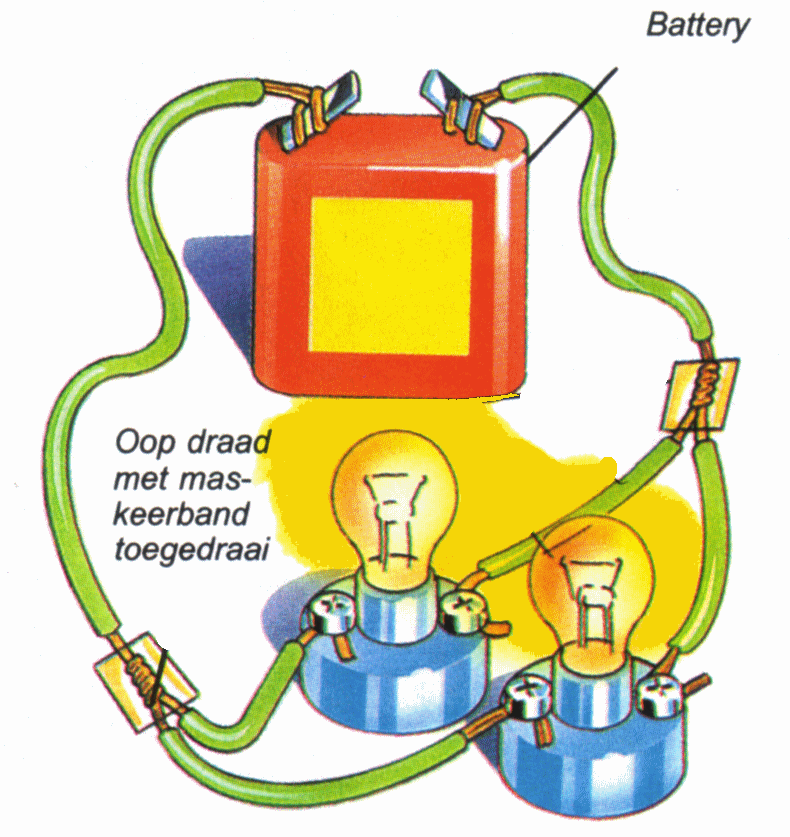 Battery
Oop draad
met mas-
keerband
toegedraai